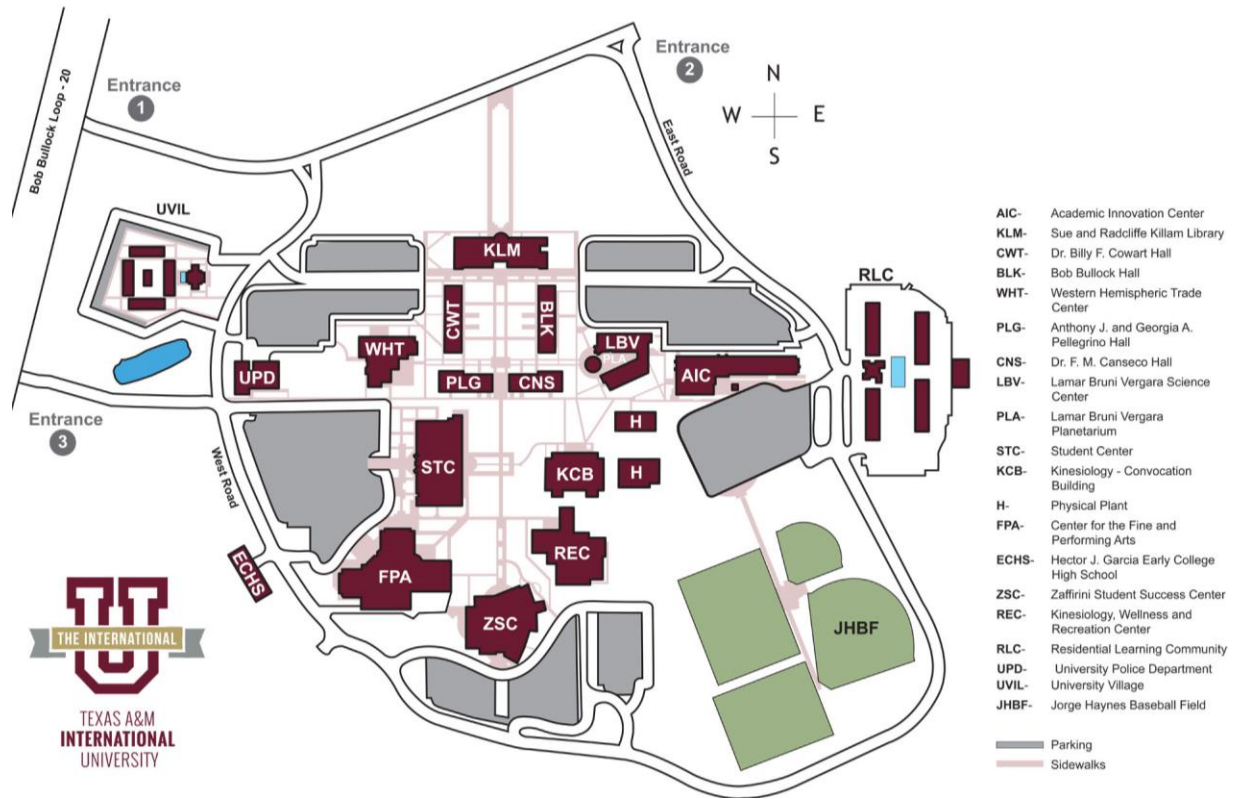 Entrance
2
Entrance
1
N
W E
S
Bob Bullock Loop - 20
East Road
UVIL
KLM
RLC
CWT
BLK
WHT
LBV
PLA
UPD
PLG
CNS
AIC
Entrance
3
H
STC
KCB
H
West Road
REC
ECHS
FPA
ZSC
JHBF
THE INTERNATIONAL
U
TEXAS A&M
INTERNATIONAL
UNIVERSITY
AIC- Academic Innovation Center
KLM- Sue and Radcliffe Killam Library
CWT- Dr. Billy F. Cowart Hall
BLK- Bob Bullock Hall
WHT- Western Hemispheric Trade
Center
PLG- Anthony J. and Georgia A.
Pellegrino Hall
CNS- Dr. F. M. Canseco Hall
LBV- Lamar Bruni Vergara Science
Center
PLA- Lamar Bruni Vergara
Planetarium
STC- Student Center
KCB- Kinesiology - Convocation
Building
H- Physical Plant
FPA- Center for the Fine and
Performing Arts
ECHS- Hector J. Garcia Early College
High School
ZSC- Zaffirini Student Success Center
REC- Kinesiology, Wellness and
Recreation Center
RLC- Residential Learning Community
UPD- University Police Department
UVIL- University Village
JHBF- Jorge Haynes Baseball Field
Parking
Sidewalks